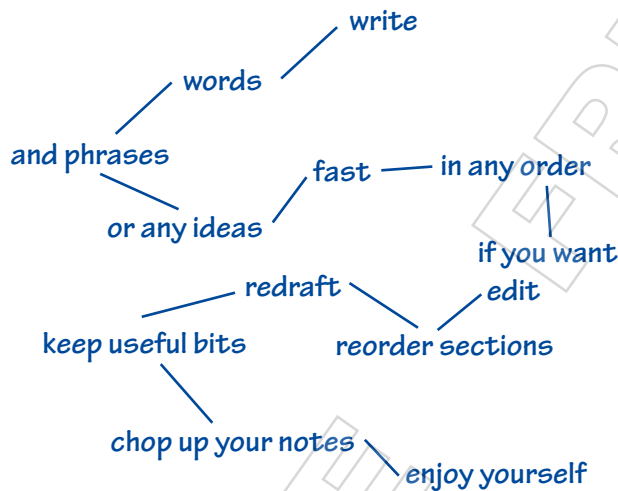 write
words
and phrases
or any ideas
fast
in any order
if you want
edit
reorder sections
redraft
keep useful bits
chop up your notes
enjoy yourself